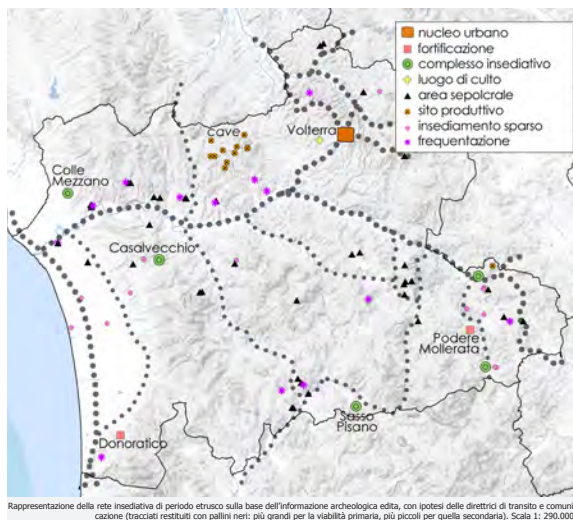 nucleo urbano
fortificazione
complesso insediativo
luogo di culto
area sepolcrale
sito produttivo
insediamento sparso
frequentazione
cave
Volterra
Colle
Mezzano
Casalvecchio
Podere
Mollerata
Sasso
Pisano
Donoratico
Rappresentazione della rete insediativa di periodo etrusco sulla base dell'informazione archeologica edita, con ipotesi delle direttrici di transito e comuni
cazione (tracciati restituiti con pallini neri: più grandi per la viabilità primaria, più piccoli per quella secondaria). Scala 1: 290.000